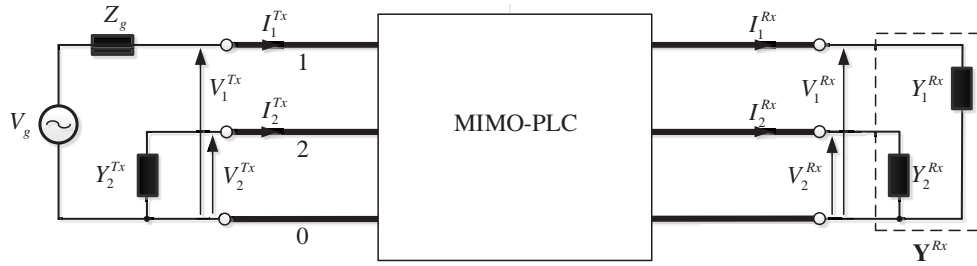 Z_g
I_1^{Tx}
I_1^{Rx}
1
V_1^{Tx}
V_1^{Rx}
Y_1^{Rx}
V_g
I_2^{Tx}
MIMO-PLC
I_2^{Rx}
2
Y_2^{Tx}
V_2^{Tx}
V_2^{Rx}
Y_2^{Rx}
0
Y^{Rx}